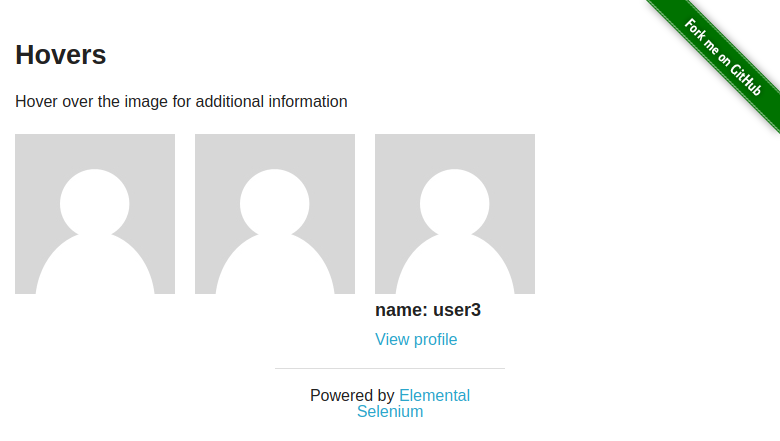 Fork me on GitHub
Hovers
Hover over the image for additional information
name: user3
View profile
Powered by Elemental
Selenium